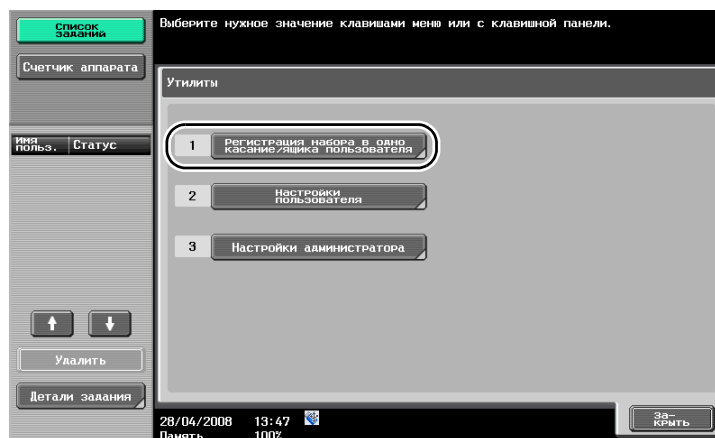 Список
заданий
Выберите нужное значение клавишами меню или с клавишной панели.
Счетчик аппарата
Утилиты
Имя
польз.
Статус
1
Регистрация набора в одно
касание/ящика пользователя
2
Настройки
пользователя
3
Настройки администратора
Удалить
Детали задания
28/04/2008 13:47
Память 100%
За-
крыть